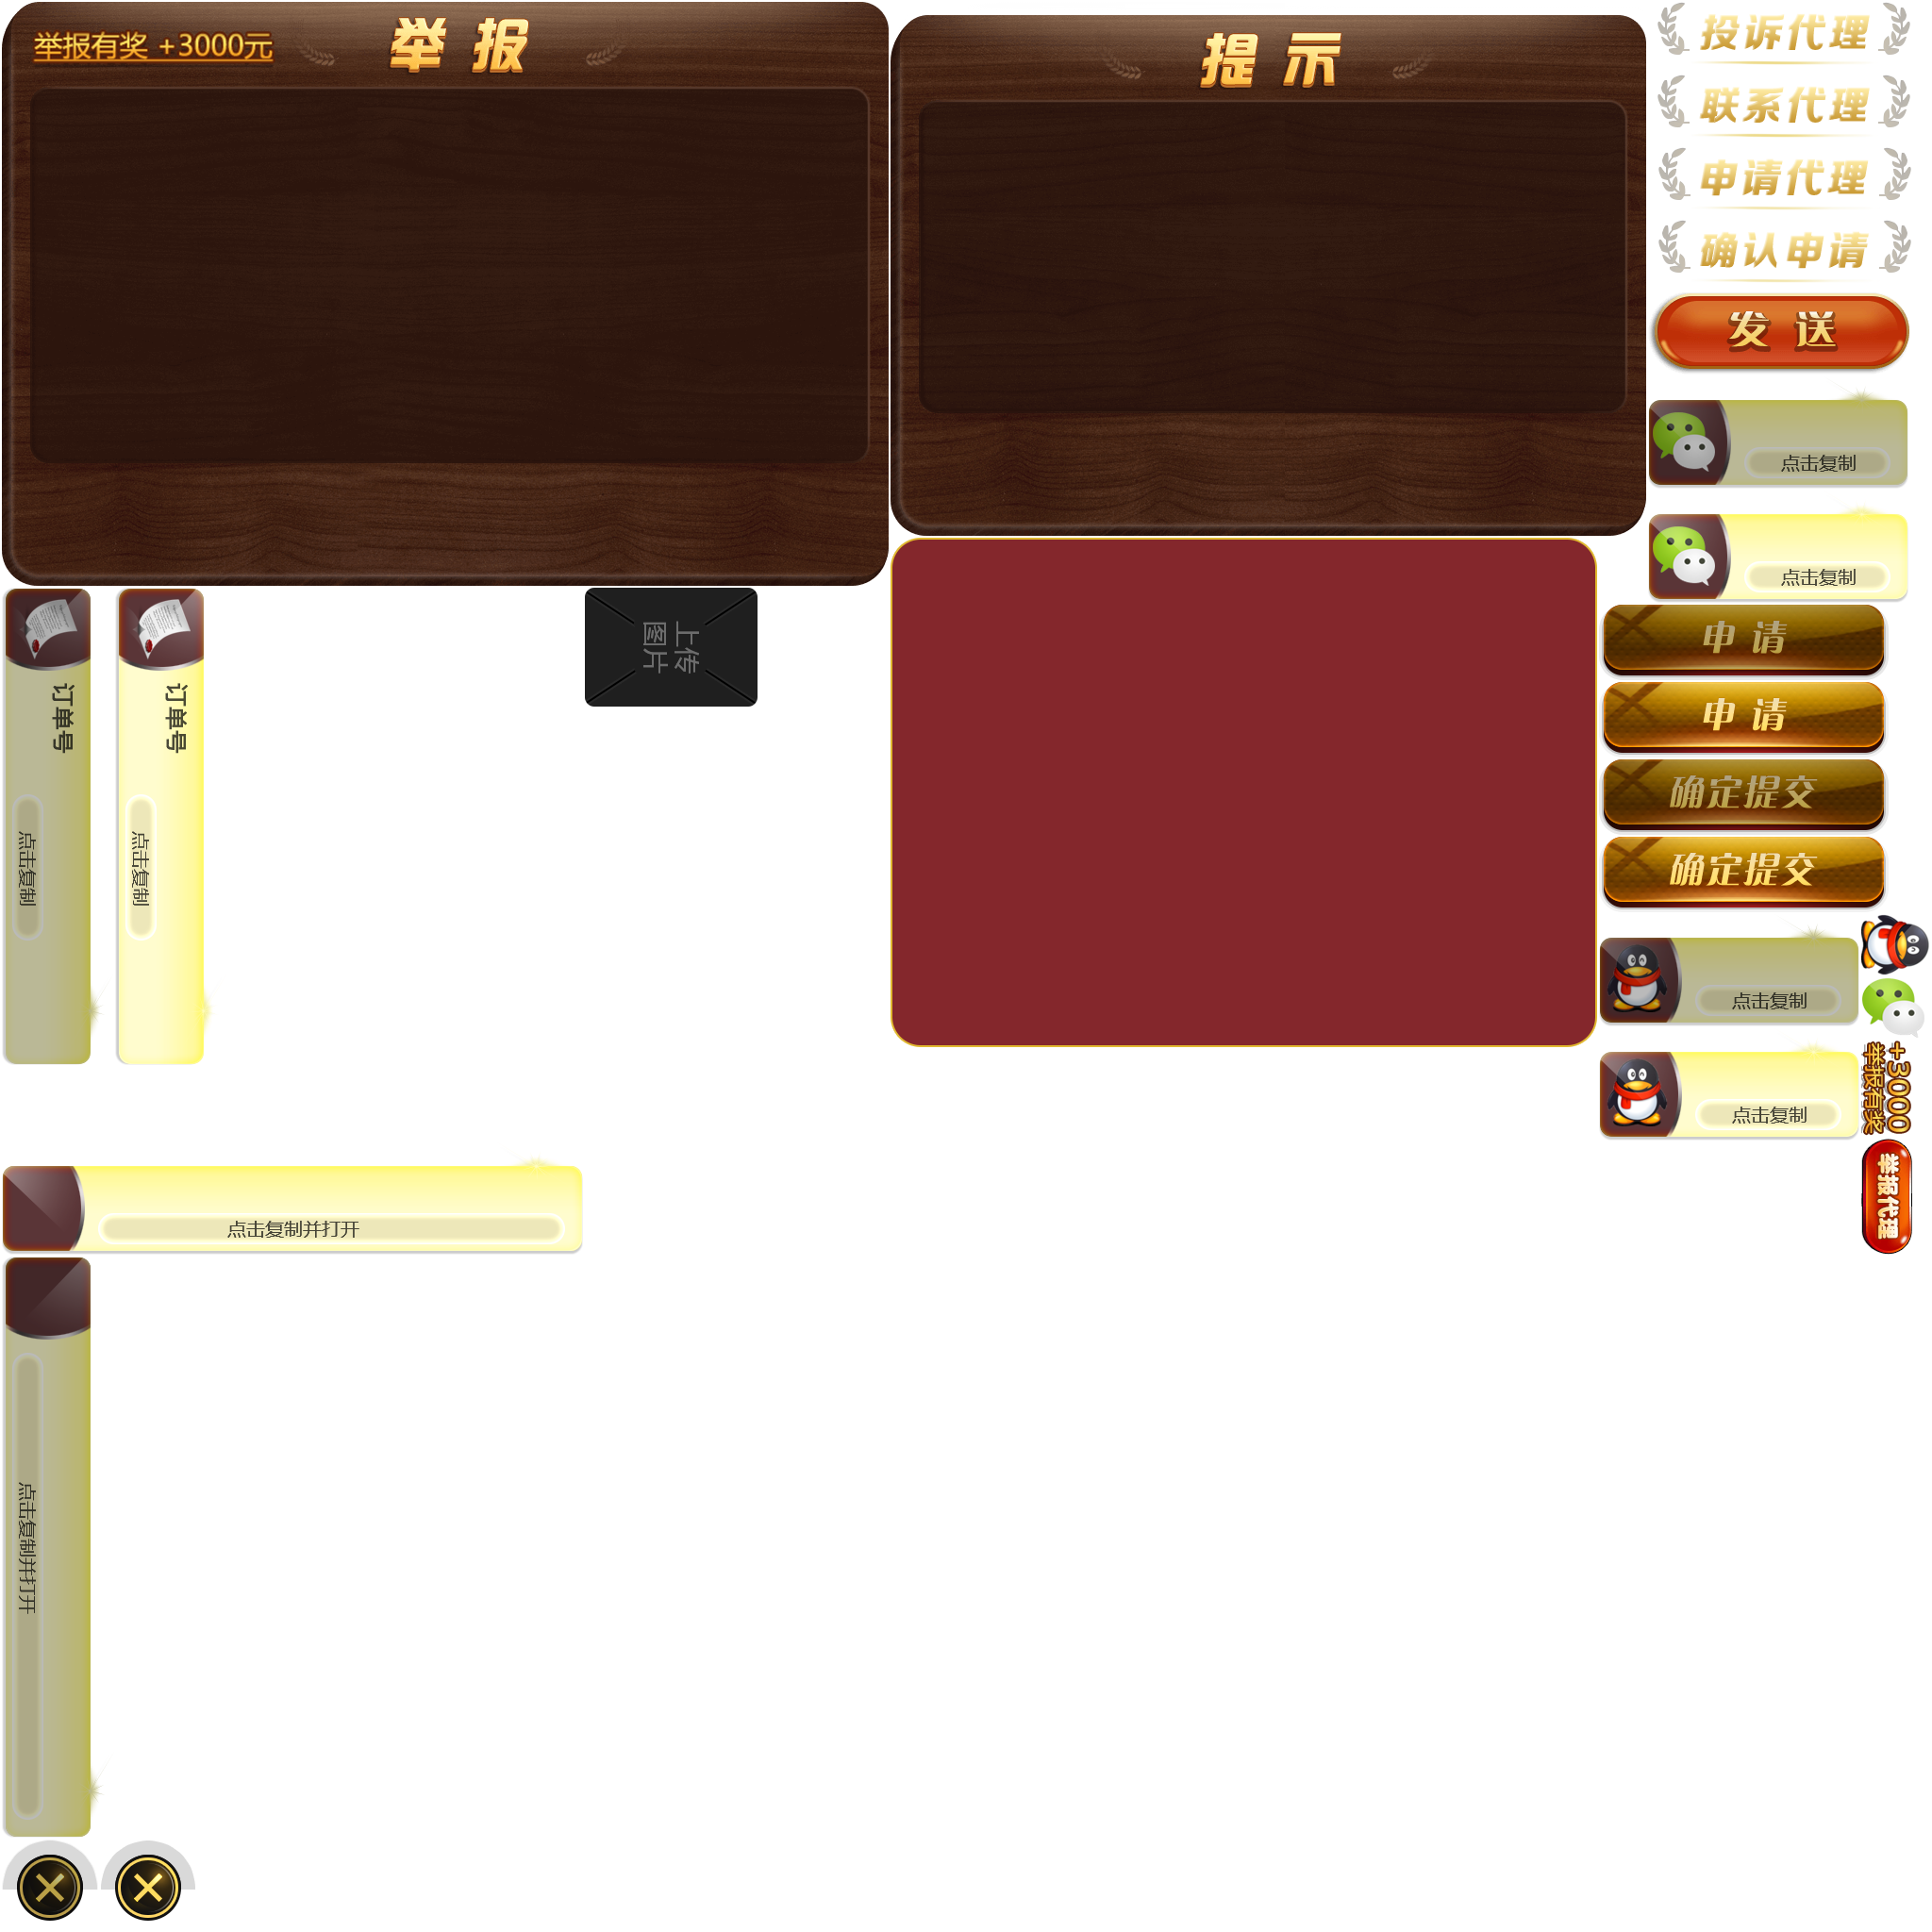 举报有奖 +3000元
举 报
提 示
投诉代理
联系代理
申请代理
确认申请
发 送
点击复制
点击复制
申 请
申 请
确定提交
确定提交
点击复制
点击复制
+3000
举报有奖
举报代理
订单号
点击复制
订单号
点击复制
上传
图片
点击复制并打开
点击复制并打开